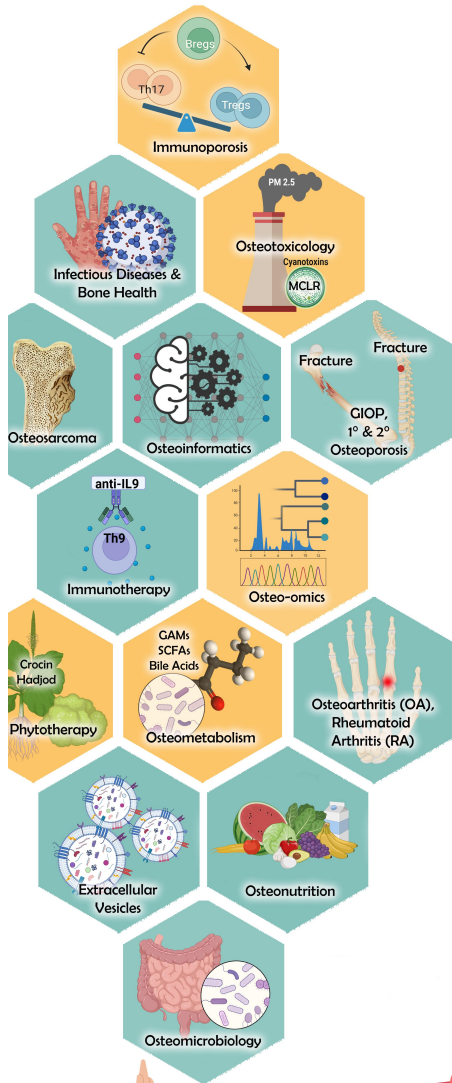 Bregs
Th17
Tregs
Immunoporosis
PM 2.5
Osteotoxicology
Cyanotoxins
MCLR
Infectious Diseases &
Bone Health
Osteosarcoma
Osteoinformatics
Fracture
Fracture
GIOP,
1° & 2°
Osteoporosis
anti-IL9
Th9
Immunotherapy
Osteo-omics
Crocin
Hadjod
Phytotherapy
GAMs
SCFAs
Bile Acids
Osteometabolism
Osteoarthritis (OA),
Rheumatoid
Arthritis (RA)
Extracellular
Vesicles
Osteonutrition
Osteomicrobiology